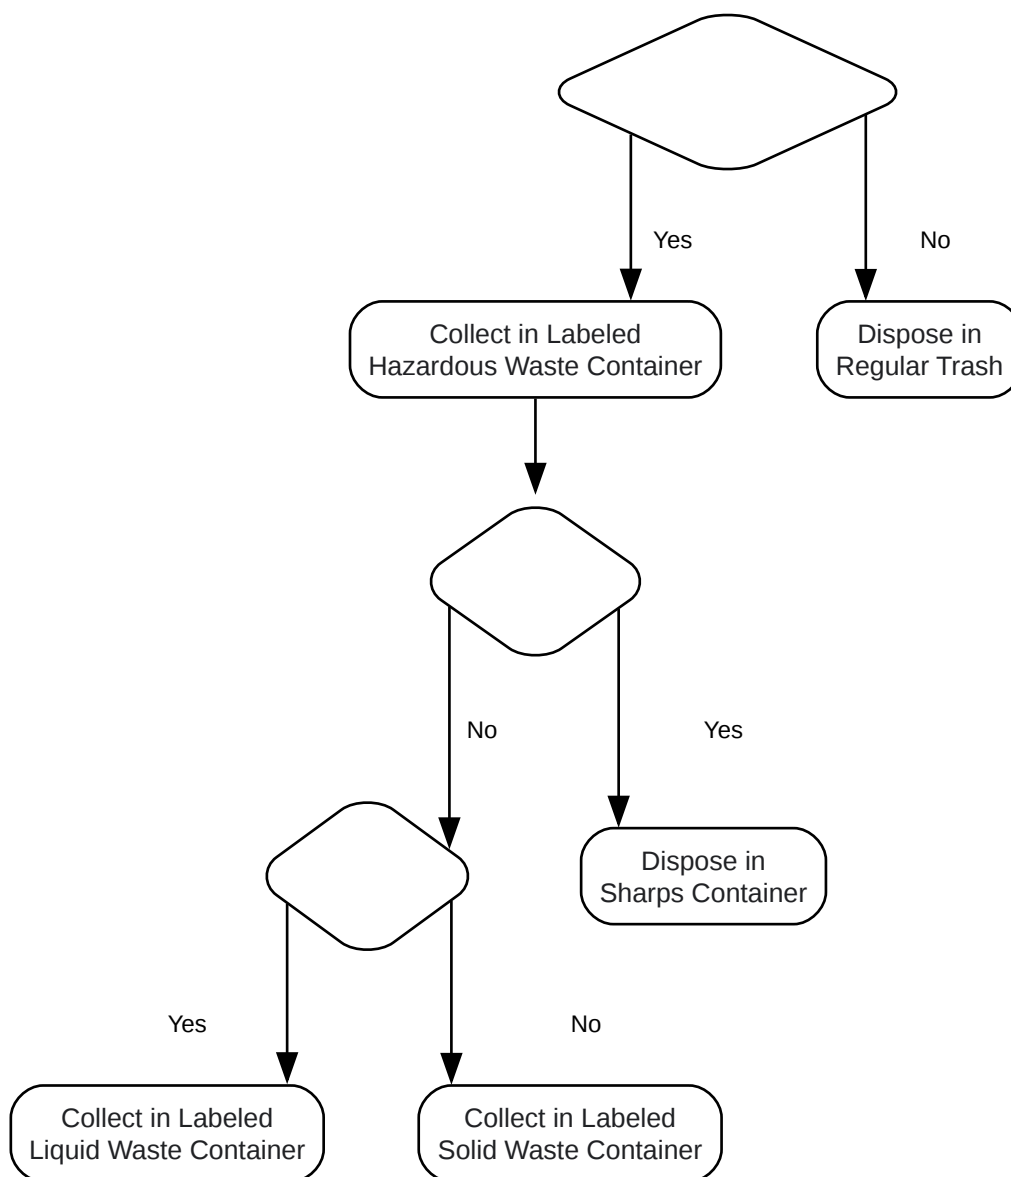 Yes
No
Collect in Labeled
Hazardous Waste Container
Dispose in
Regular Trash
No
Yes
Dispose in
Sharps Container
Yes
No
Collect in Labeled
Liquid Waste Container
Collect in Labeled
Solid Waste Container